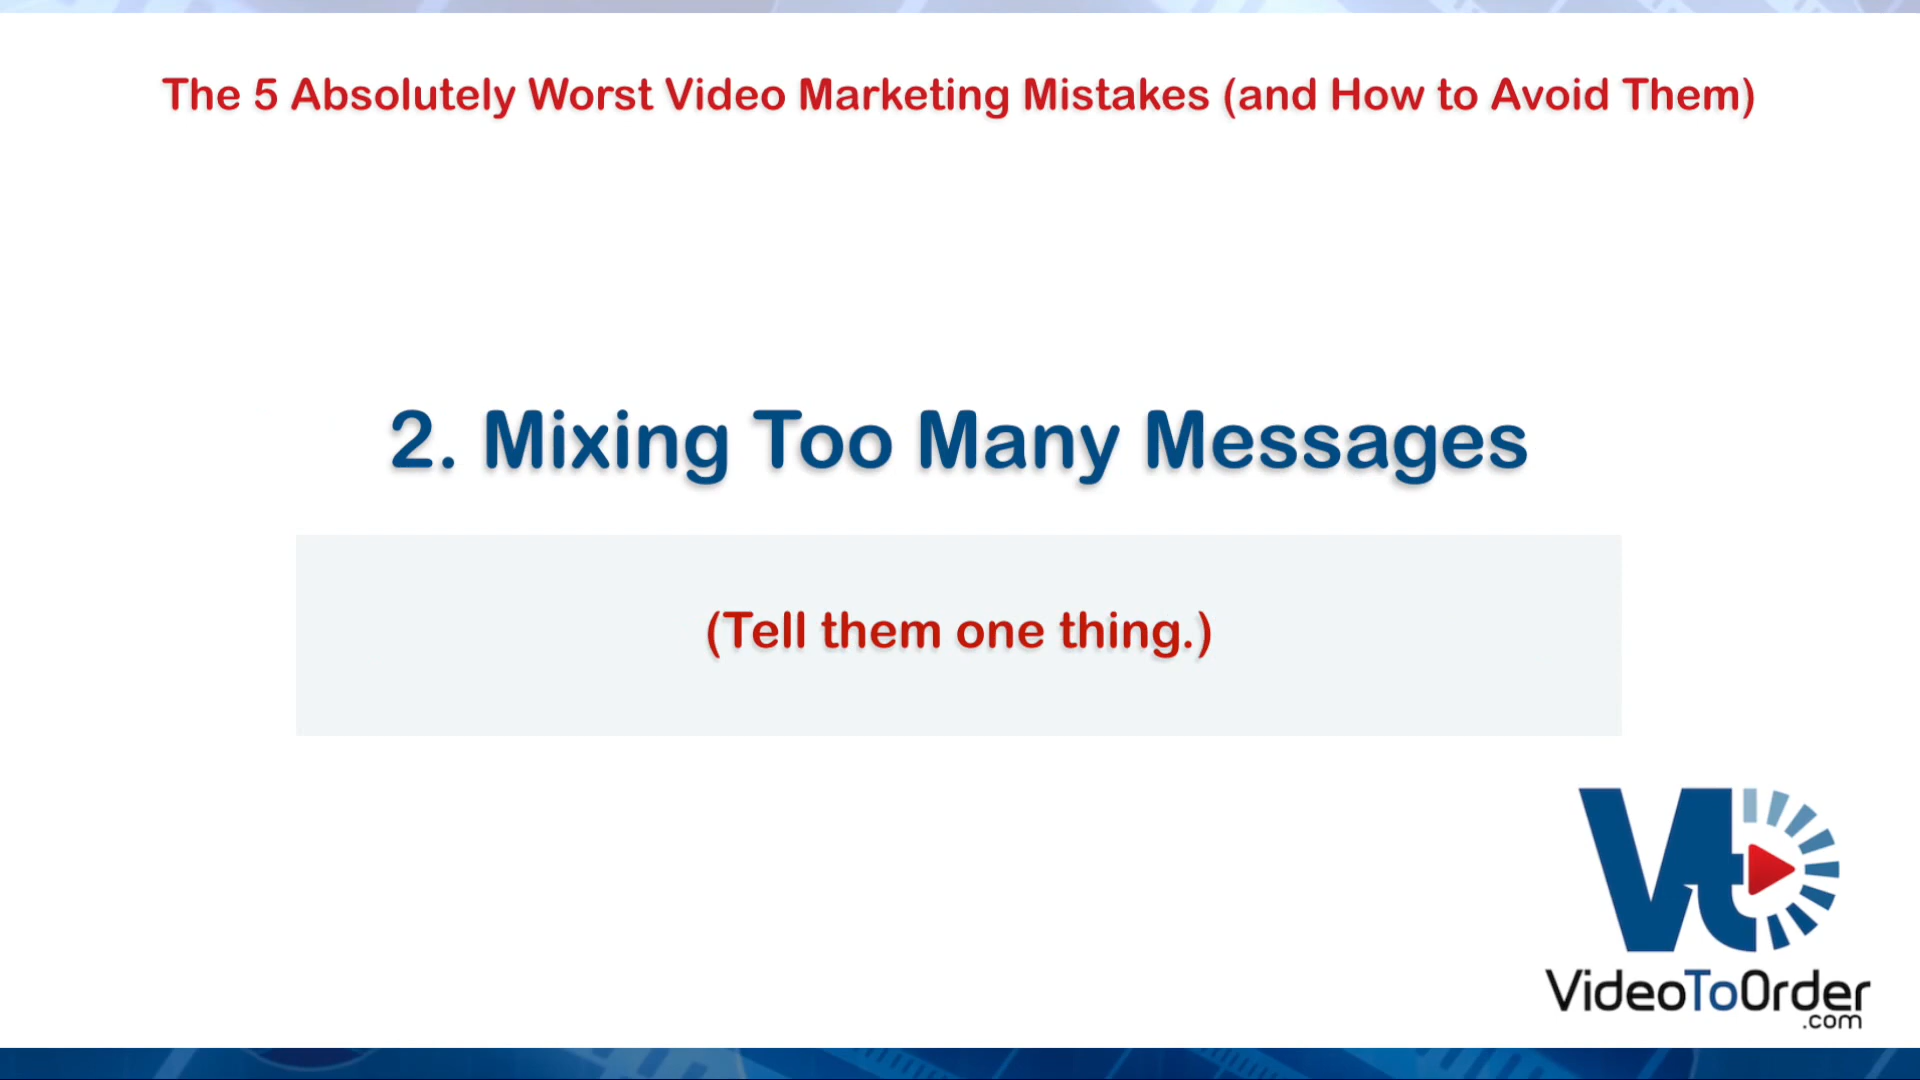 The 5 Absolutely Worst Video Marketing Mistakes (and How to Avoid Them)
2. Mixing Too Many Messages
(Tell them one thing.)
Vt
VideoToOrder
.com